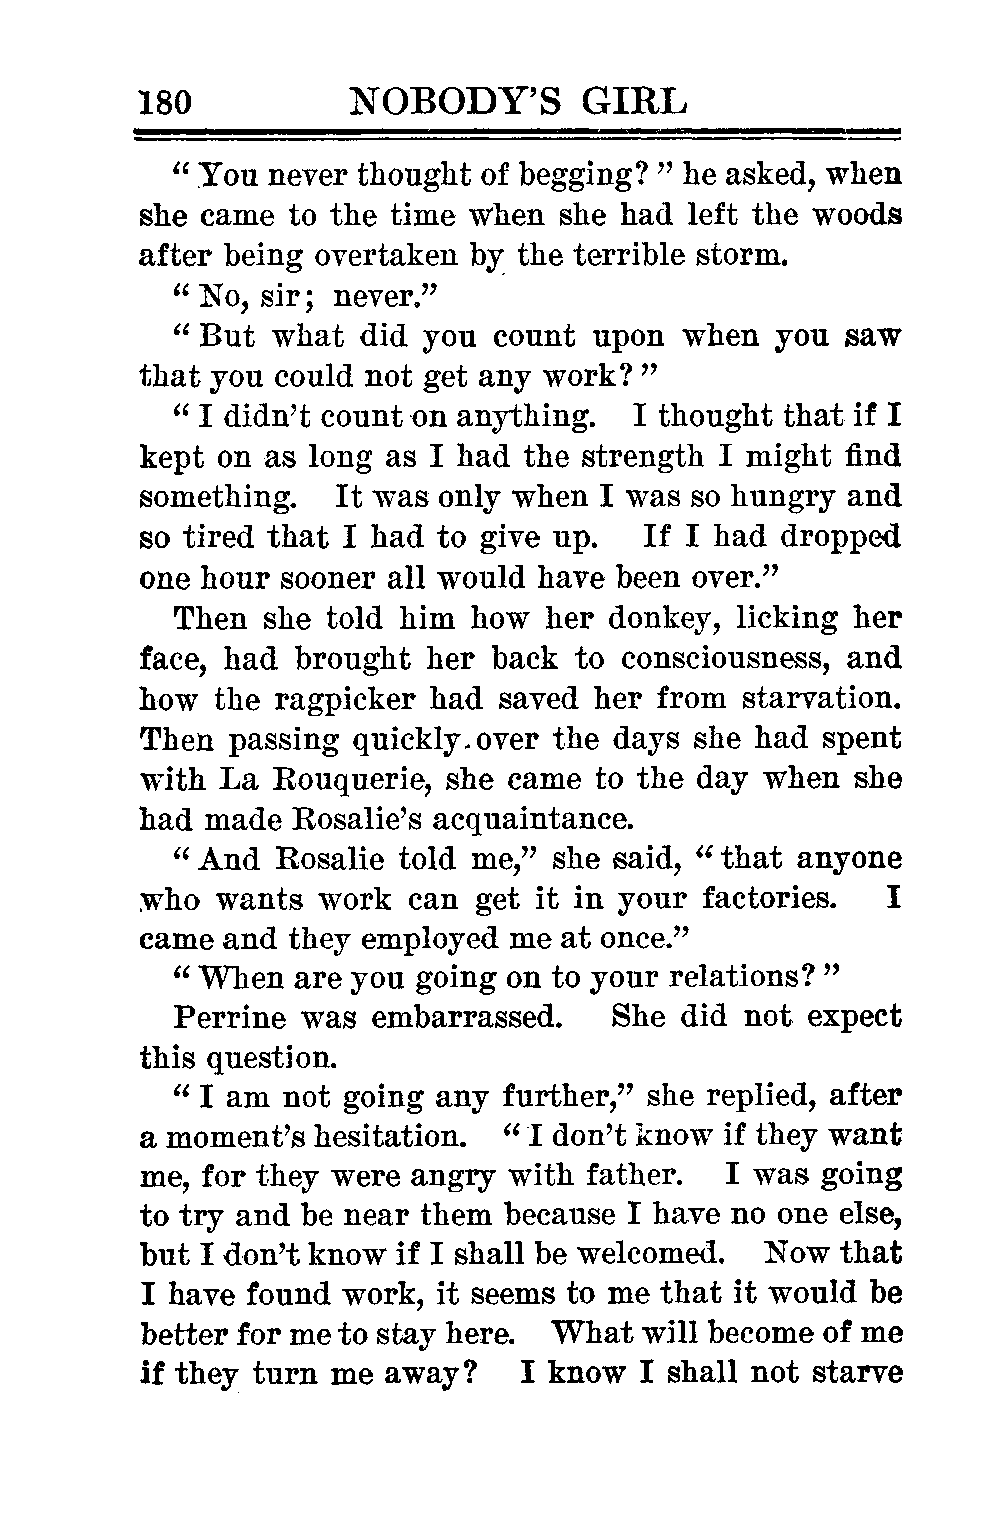 180 NOBODY'S GIRL
“ You never thought of begging? ” he asked, when
she came to the time when she had left the woods
after being overtaken by the terrible storm.
“ No, sir; never.”
“ But what did you count upon when you saw
that you could not get any work? ”
“ I didn’t count on anything. I thought that if I
kept on as long as I had the strength I might find
something. It was only when I was so hungry and
so tired that I had to give up. If I had dropped
one hour sooner all would have been over.”
Then she told him how her donkey, licking her
face, had brought her back to consciousness, and
how the ragpicker had saved her from starvation.
Then passing quickly over the days she had spent
with La Rouquerie, she came to the day when she
had made Rosalie’s acquaintance.
“ And Rosalie told me,” she said, “ that anyone
who wants work can get it in your factories. I
came and they employed me at once.”
“ When are you going on to your relations? ”
Perrine was embarrassed. She did not expect
this question.
“ I am not going any further,” she replied, after
a moment’s hesitation. “ I don’t know if they want
me, for they were angry with father. I was going
to try and be near them because I have no one else,
but I don’t know if I shall be welcomed. Now that
I have found work, it seems to me that it would be
better for me to stay here. What will become of me
if they turn me away? I know I shall not starve